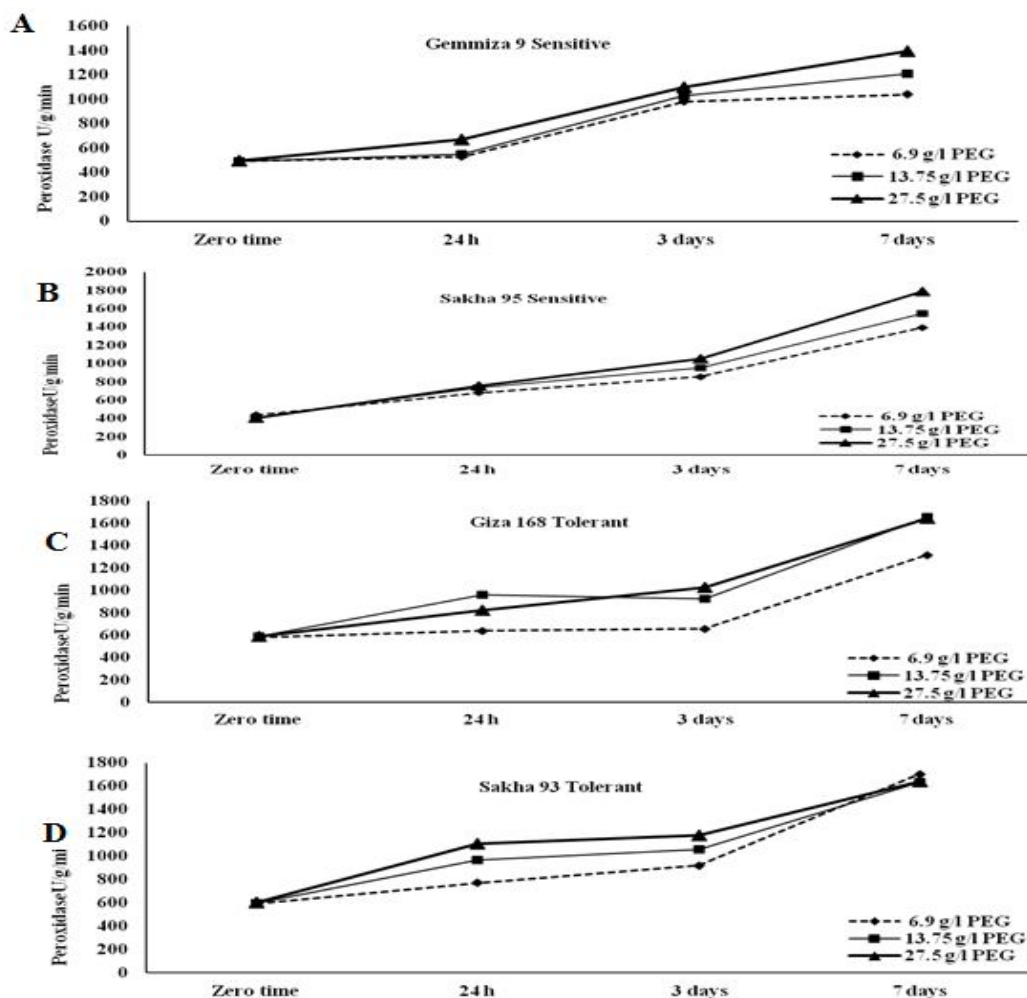 A
1600
1400
1200
1000
800
600
400
200
0
Peroxidase U/g/min
Gemmiza 9 Sensitive
6.9 g/l PEG
13.75 g/l PEG
27.5 g/l PEG
Zero time 24 h 3 days 7 days
B
2000
1800
1600
1400
1200
1000
800
600
400
200
0
PeroxidaseU/g/min
Sakha 95 Sensitive
6.9 g/l PEG
13.75 g/l PEG
27.5 g/l PEG
Zero time 24 h 3 days 7 days
C
1800
1600
1400
1200
1000
800
600
400
200
0
PeroxidaseU/g/min
Giza 168 Tolerant
6.9 g/l PEG
13.75 g/l PEG
27.5 g/l PEG
Zero time 24 h 3 days 7 days
D
1800
1600
1400
1200
1000
800
600
400
200
0
PeroxidaseU/g/mi
Sakha 93 Tolerant
6.9 g/l PEG
13.75 g/l PEG
27.5 g/l PEG
Zero time 24 h 3 days 7 days